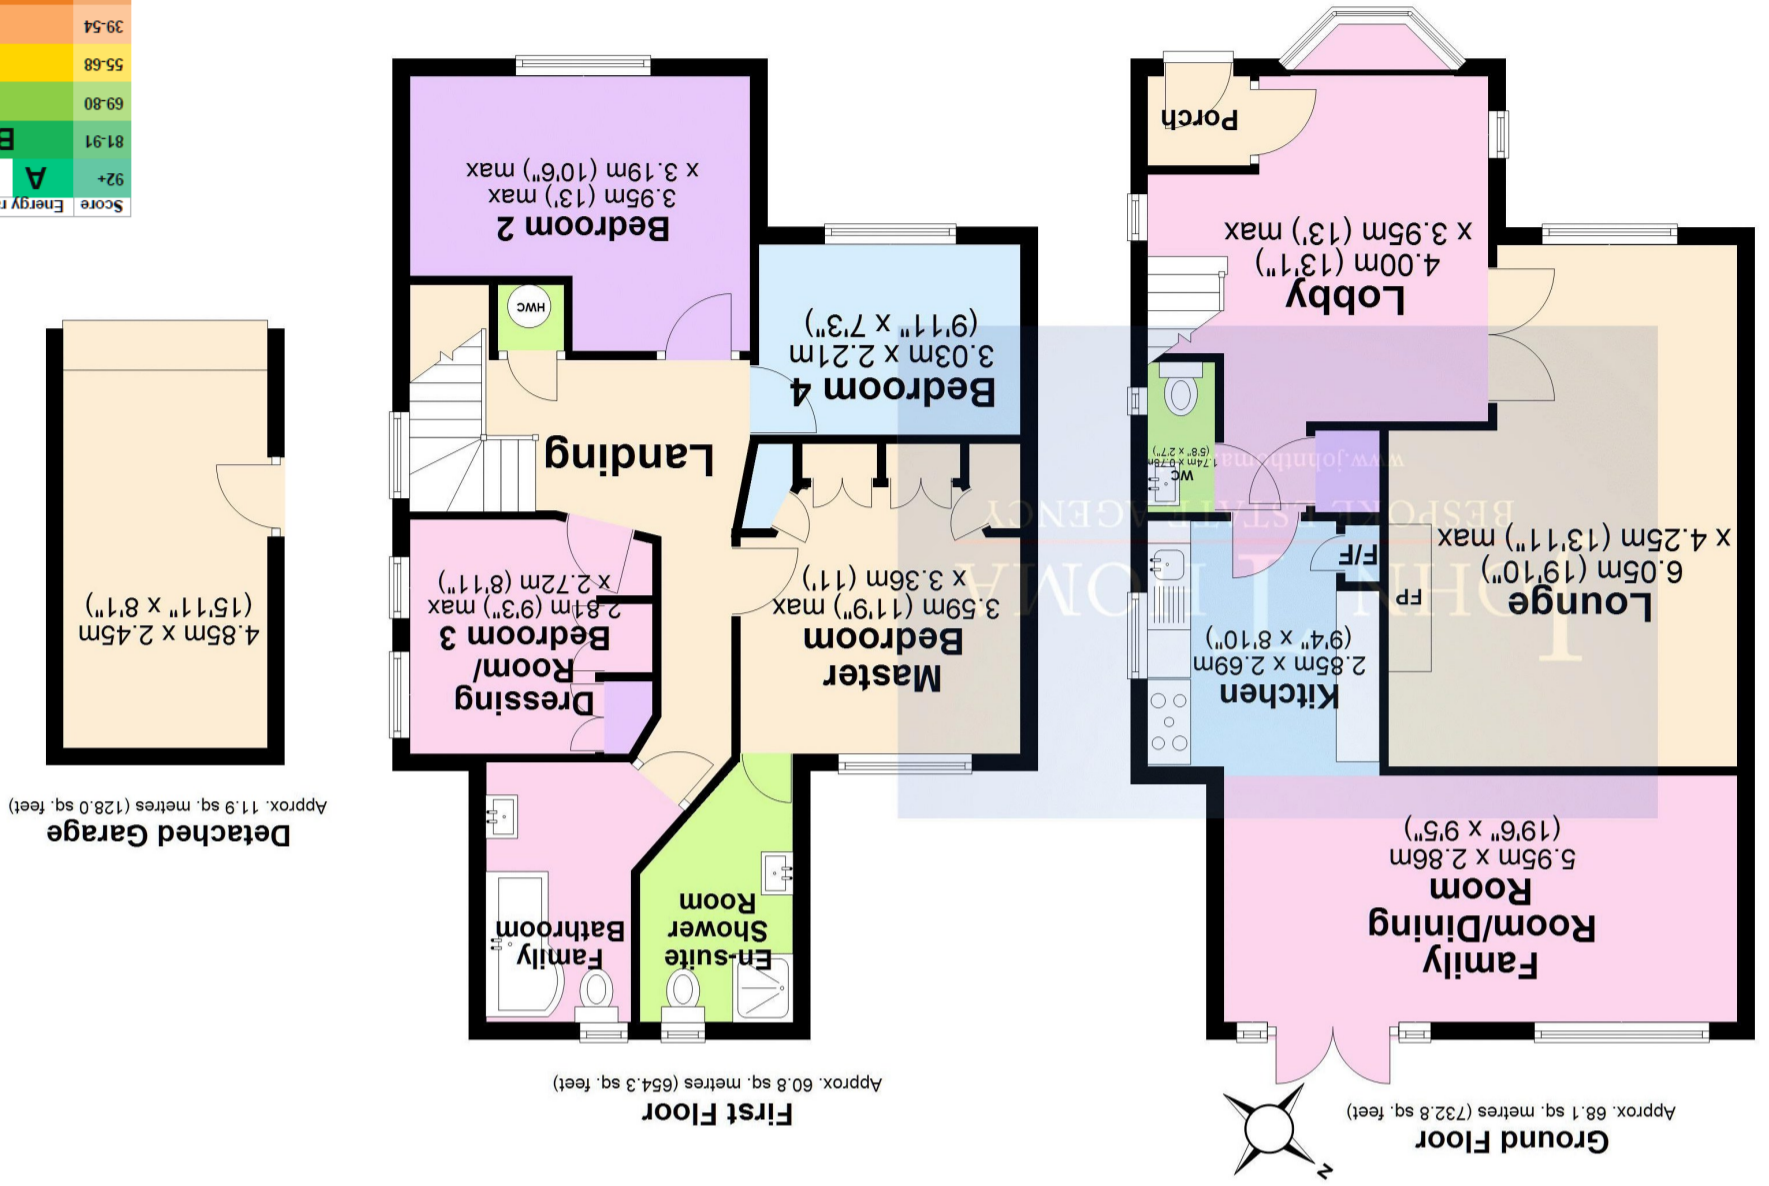 Ground Floor
Approx. 68.1 sq. metres (732.8 sq. feet)
N
Family
Room/Dining
Room
5.95m x 2.86m
(19'6" x 9'5")
Kitchen
2.85m x 2.69m
(9'4" x 8'10")
Lounge
6.05m (19'10")
x 4.25m (13'11") max
FP
F/F
WC
1.74m x 0.78m
(5'8" x 2'7")
Lobby
4.00m (13'1")
x 3.95m (13') max
Porch
First Floor
Approx. 60.8 sq. metres (654.3 sq. feet)
En-suite
Shower
Room
Family
Bathroom
Master
Bedroom
3.59m (11'9") max
x 3.36m (11')
Dressing
Room/
Bedroom 3
2.81m (9'3") max
x 2.72m (8'11")
Landing
Bedroom 4
3.03m x 2.21m
(9'11" x 7'3")
HWC
Bedroom 2
3.95m (13') max
x 3.19m (10'6") max
Detached Garage
Approx. 11.9 sq. metres (128.0 sq. feet)
4.85m x 2.45m
(15'11" x 8'1")
JOHN THOMA
BESPOKE ESTATE AGENCY
www.johnthomas
Score Energy r
92+ A
81-91 B
69-80
55-68
39-54